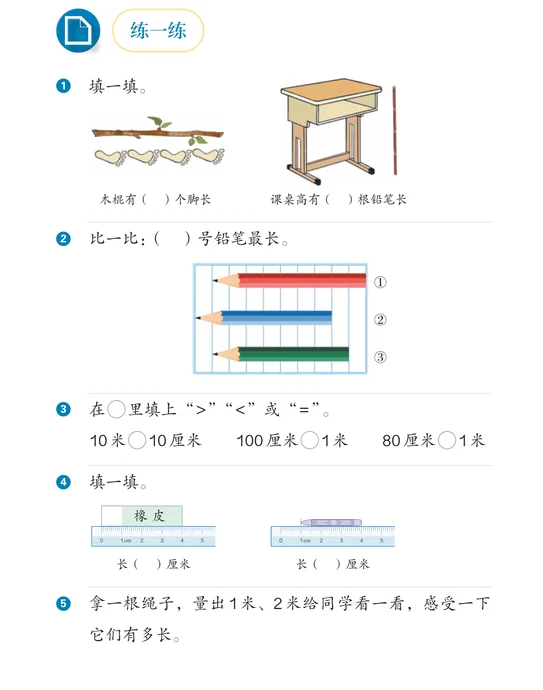 练一练
1 填一填。
木棍有（ ）个脚长 课桌高有（ ）根铅笔长
2 比一比：（ ）号铅笔最长。
①
②
③
3 在○里填上“>”“<”或“=”。
10米○10厘米 100厘米○1米 80厘米○1米
4 填一填。
橡皮
0 1cm 2 3 4 5 0 1cm 2 3 4 5
长（ ）厘米 长（ ）厘米
5 拿一根绳子，量出1米、2米给同学看一看，感受一下
它们有多长。